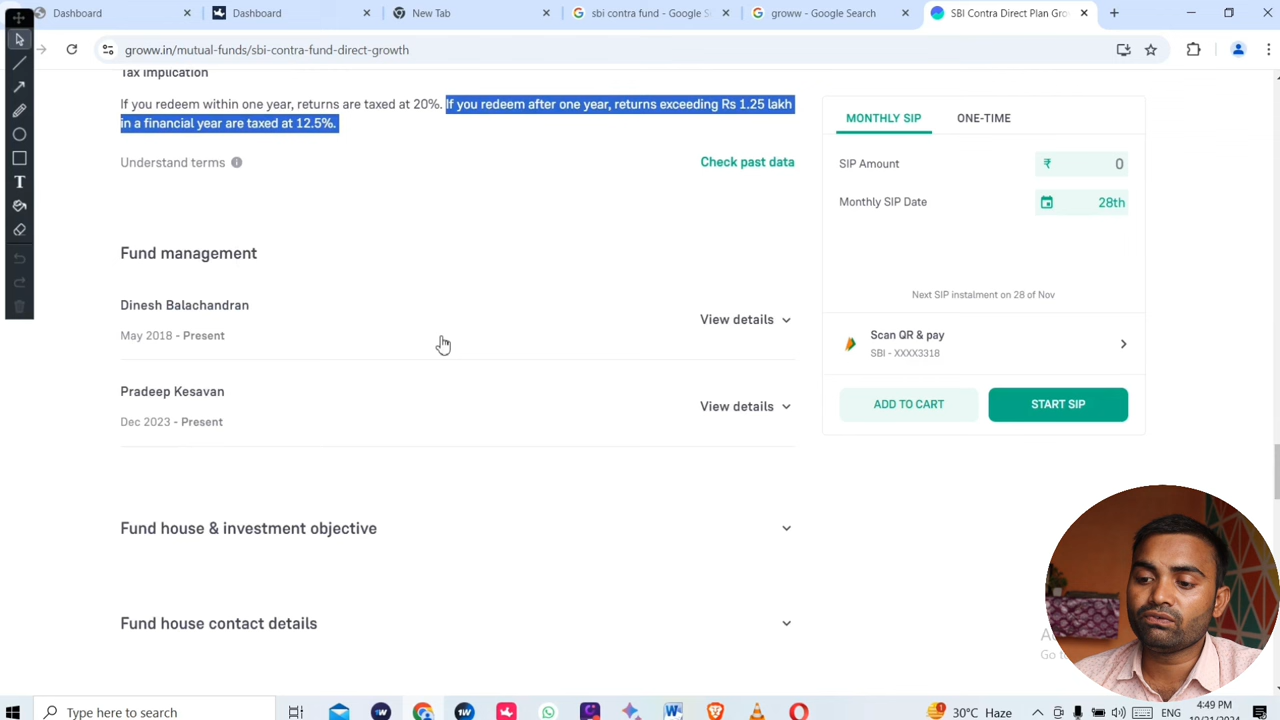 Dashboard
Dashboard
New Tab
sbi contra fund - Google
groww - Google Search
SBI Contra Direct Plan Gro
groww.in/mutual-funds/sbi-contra-fund-direct-growth
Tax implication
If you redeem within one year, returns are taxed at 20%. If you redeem after one year, returns exceeding Rs 1.25 lakh
in a financial year are taxed at 12.5%.
Understand terms
Check past data
Fund management
Dinesh Balachandran
May 2018 - Present
View details
Pradeep Kesavan
Dec 2023 - Present
View details
Fund house & investment objective
Fund house contact details
MONTHLY SIP
ONE-TIME
SIP Amount
₹ 0
Monthly SIP Date
28th
Next SIP instalment on 28 of Nov
Scan QR & pay
SBI - XXXX3318
ADD TO CART
START SIP
T
Go to
Type here to search
30°C Haze
ENG
4:49 PM